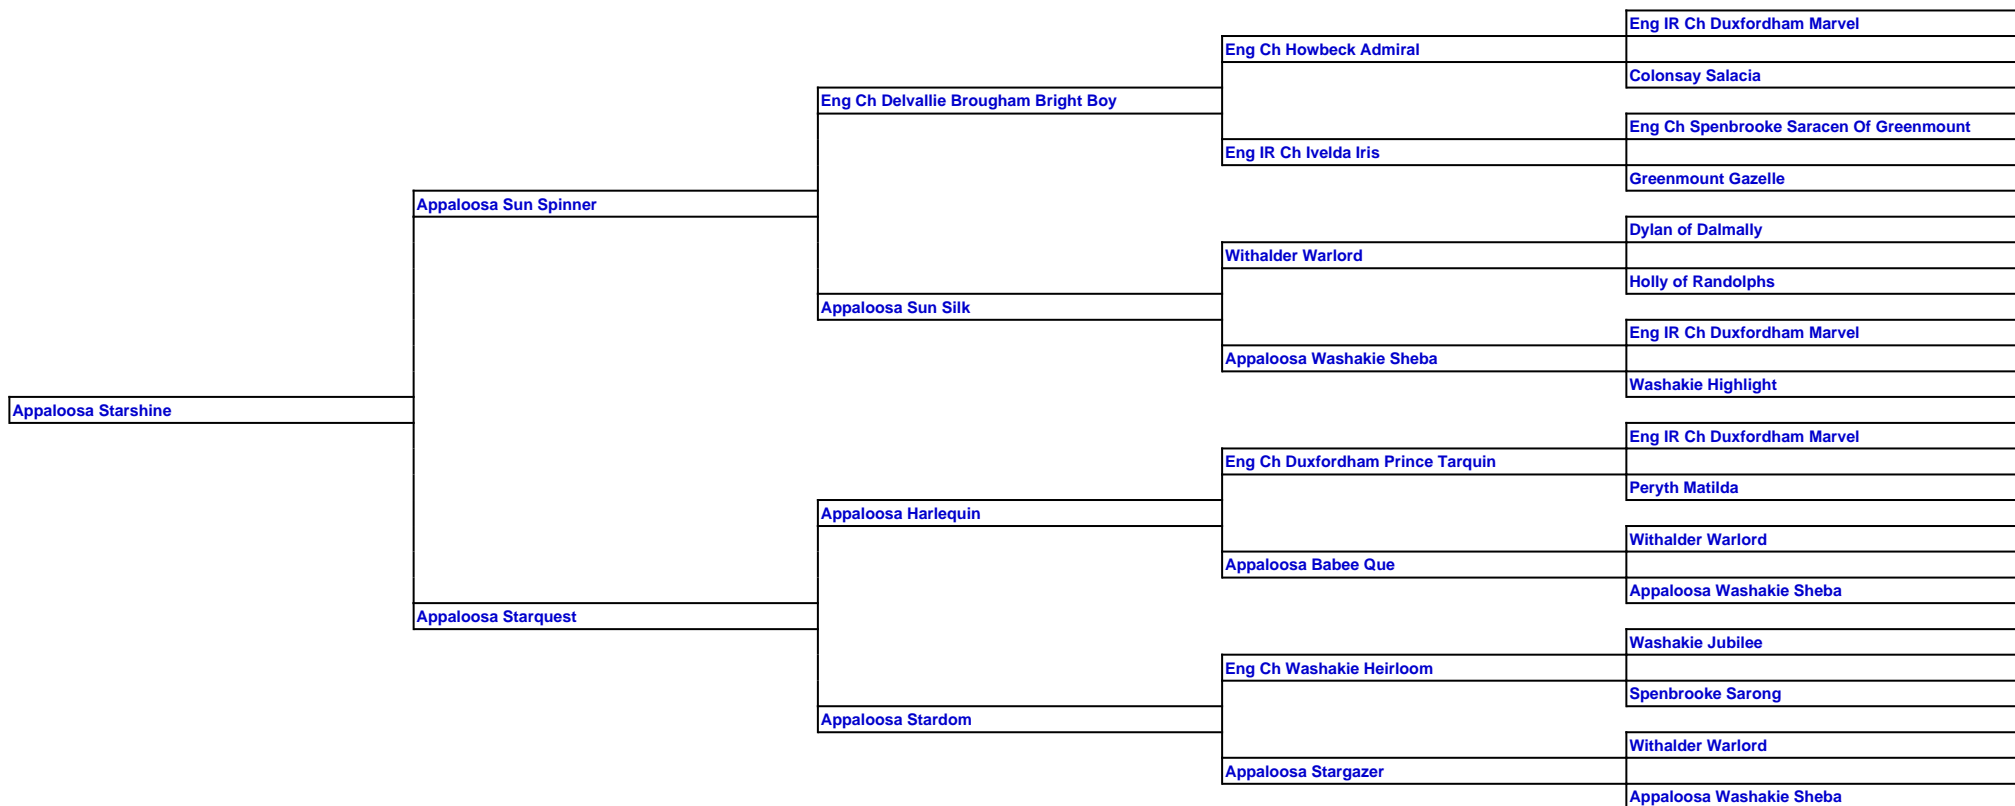 Eng IR Ch Duxfordham Marvel
Eng Ch Howbeck Admiral
Colonsay Salacia
Eng Ch Delvallie Brougham Bright Boy
Eng Ch Spenbrooke Saracen Of Greenmount
Eng IR Ch Ivelda Iris
Greenmount Gazelle
Appaloosa Sun Spinner
Dylan of Dalmally
Withalder Warlord
Holly of Randolphs
Appaloosa Sun Silk
Eng IR Ch Duxfordham Marvel
Appaloosa Washakie Sheba
Washakie Highlight
Appaloosa Starshine
Eng IR Ch Duxfordham Marvel
Eng Ch Duxfordham Prince Tarquin
Peryth Matilda
Appaloosa Harlequin
Withalder Warlord
Appaloosa Babee Que
Appaloosa Washakie Sheba
Appaloosa Starquest
Washakie Jubilee
Eng Ch Washakie Heirloom
Spenbrooke Sarong
Appaloosa Stardom
Withalder Warlord
Appaloosa Stargazer
Appaloosa Washakie Sheba